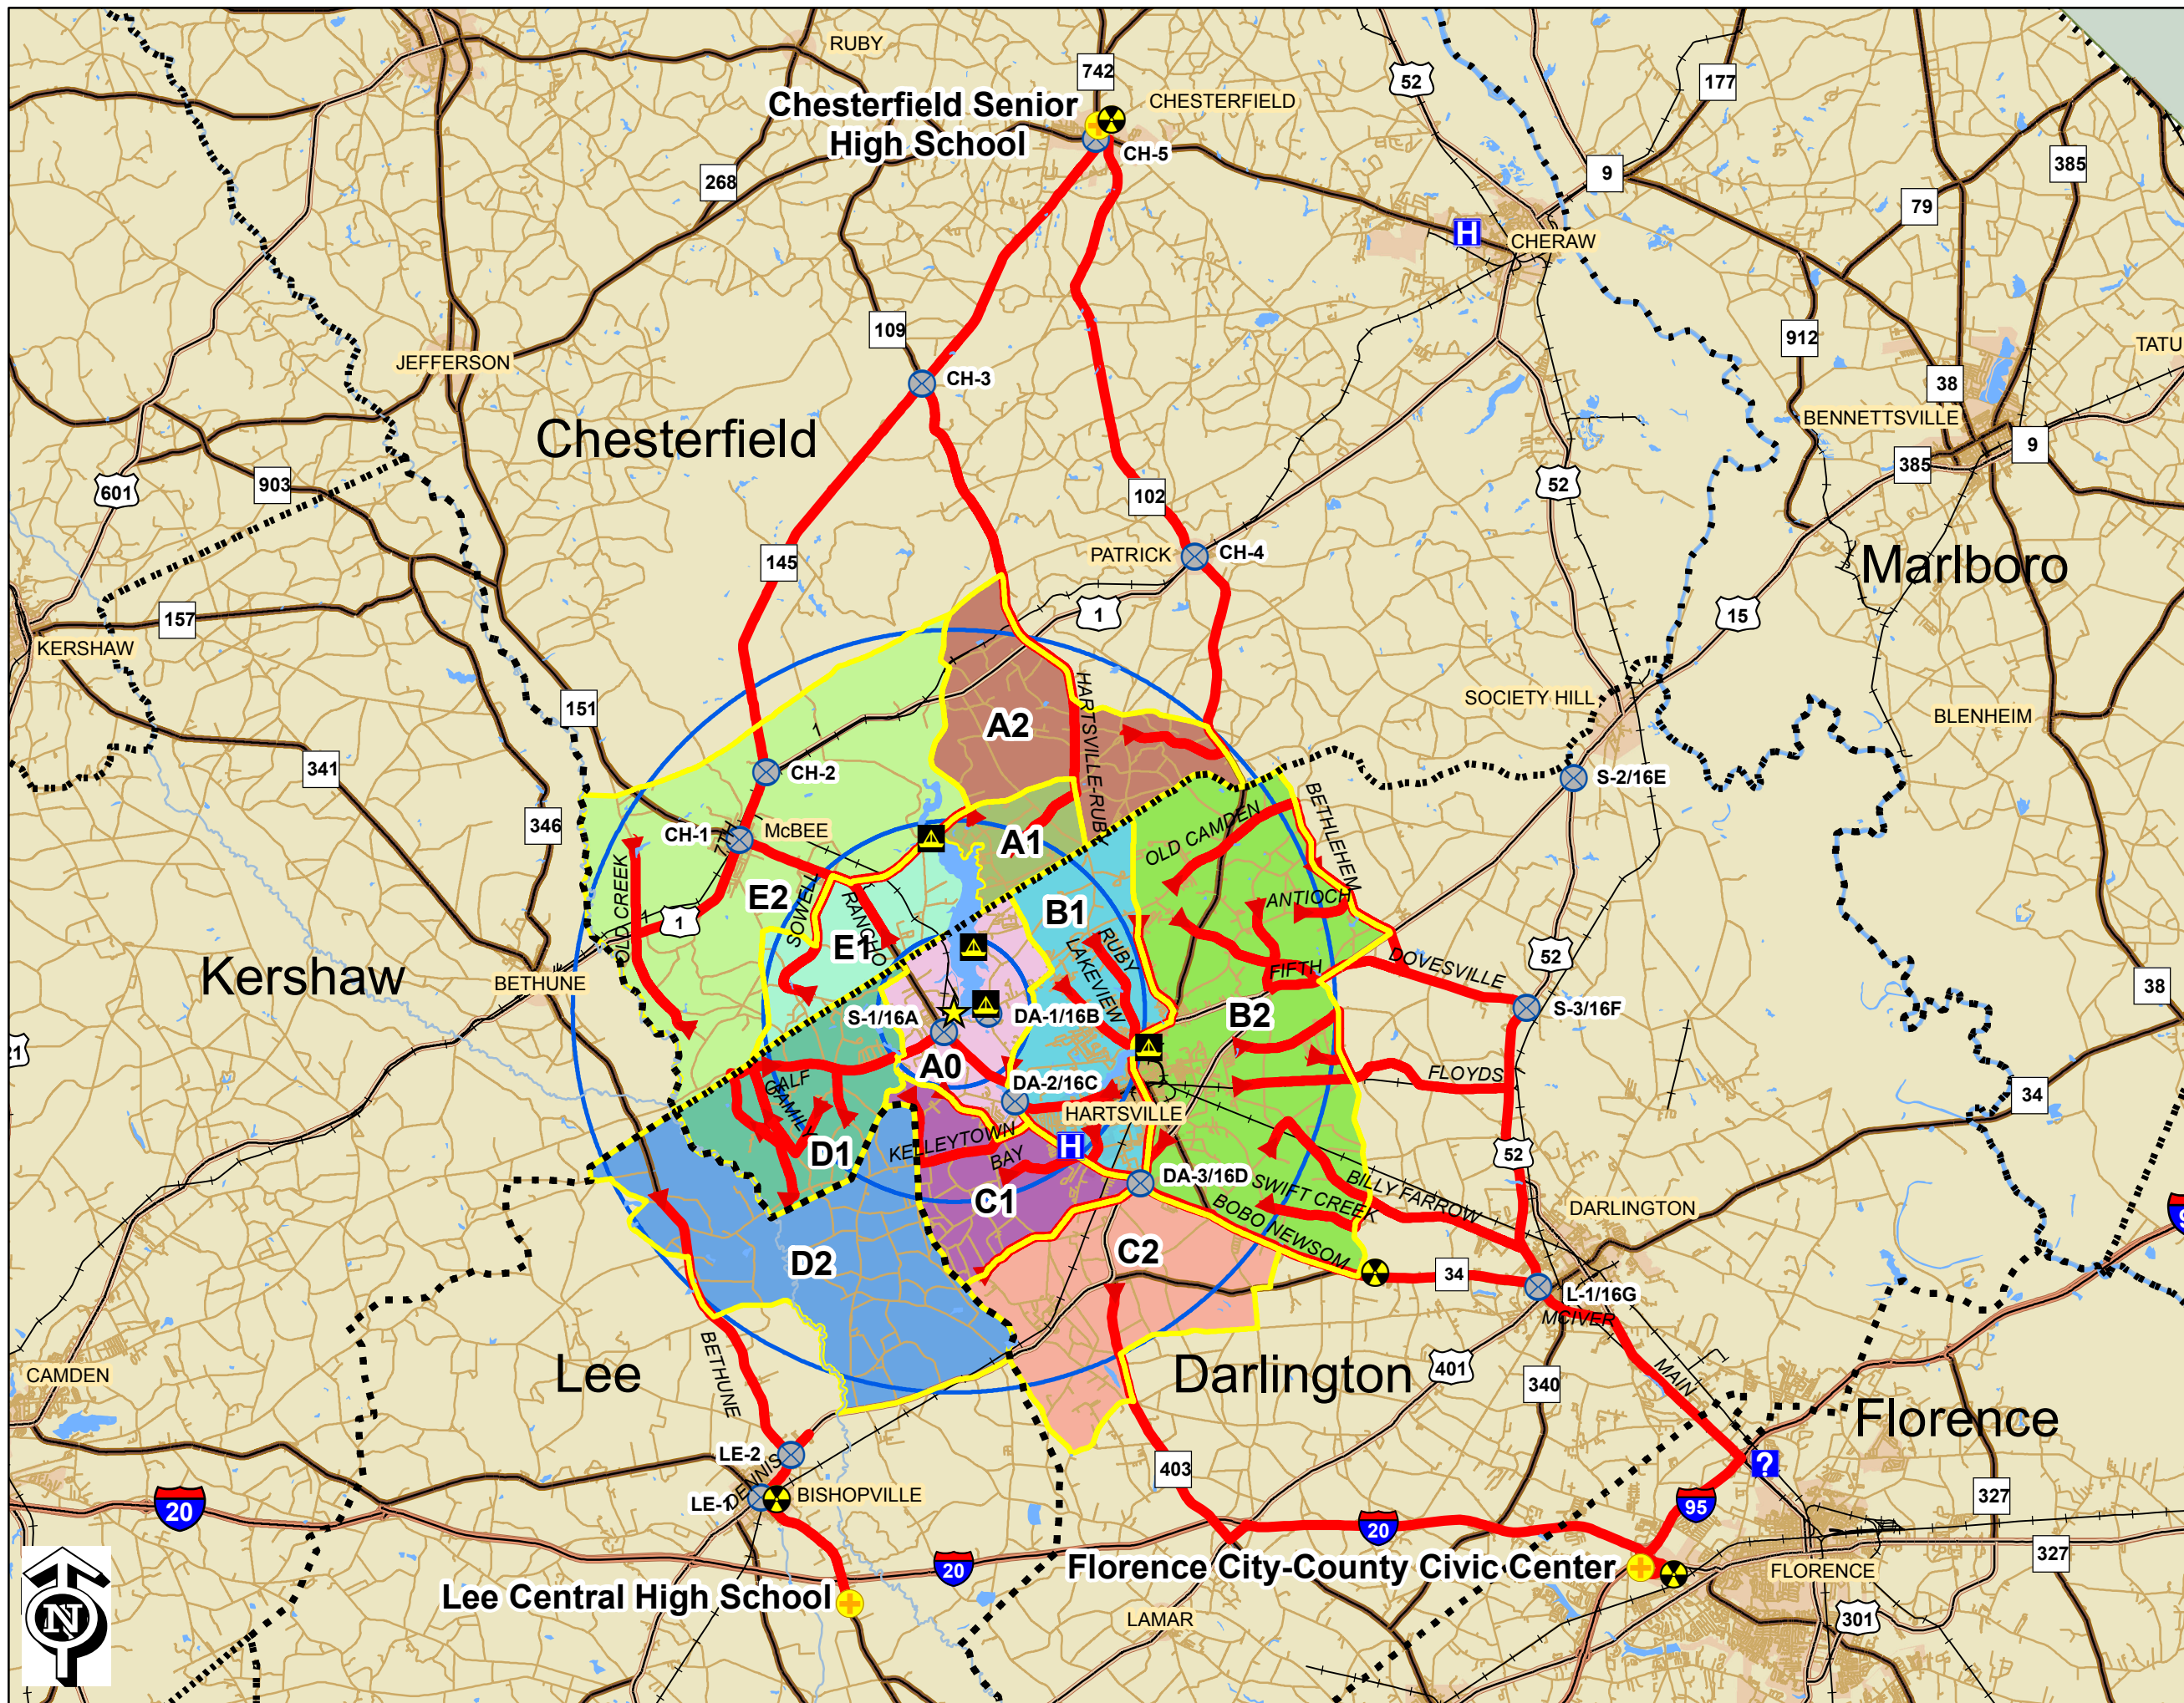 RUBY
742
52
177
Chesterfield Senior
High School
CHESTERFIELD
CH-5
9
385
268
79
H
CHERAW
109
912
TATU
JEFFERSON
CH-3
38
BENNETTSVILLE
Chesterfield
9
385
601
903
52
102
145
PATRICK
CH-4
Marlboro
1
15
157
KERSHAW
HARTSVILLE-RUBY
SOCIETY HILL
151
BLENHEIM
A2
1
341
CH-2
S-2/16E
BETHLEHEM
346
CH-1
McBEE
A1
OLD CAMDEN
OLD CREEK
E2
SOWELL
RANCHO
ANTIOCH
1
B1
E1
RUBY
LAKEVIEW
52
Kershaw
BETHUNE
FIFTH
DOVESVILLE
38
S-1/16A
DA-1/16B
B2
S-3/16F
21
A0
CALF
DA-2/16C
FLOYDS
34
HARTSVILLE
D1
KELLEYTOWN
BAY
H
52
DA-3/16D
SWIFT CREEK
BILLY FARROW
DARLINGTON
C1
BOBO NEWSOM
D2
C2
34
L-1/16G
MCIVER
BETHUNE
Lee
Darlington
401
340
MAIN
CAMDEN
Florence
LE-2
DENNIS
403
?
LE-1
BISHOPVILLE
20
95
327
20
20
Florence City-County Civic Center
FLORENCE
327
Lee Central High School
LAMAR
301
N